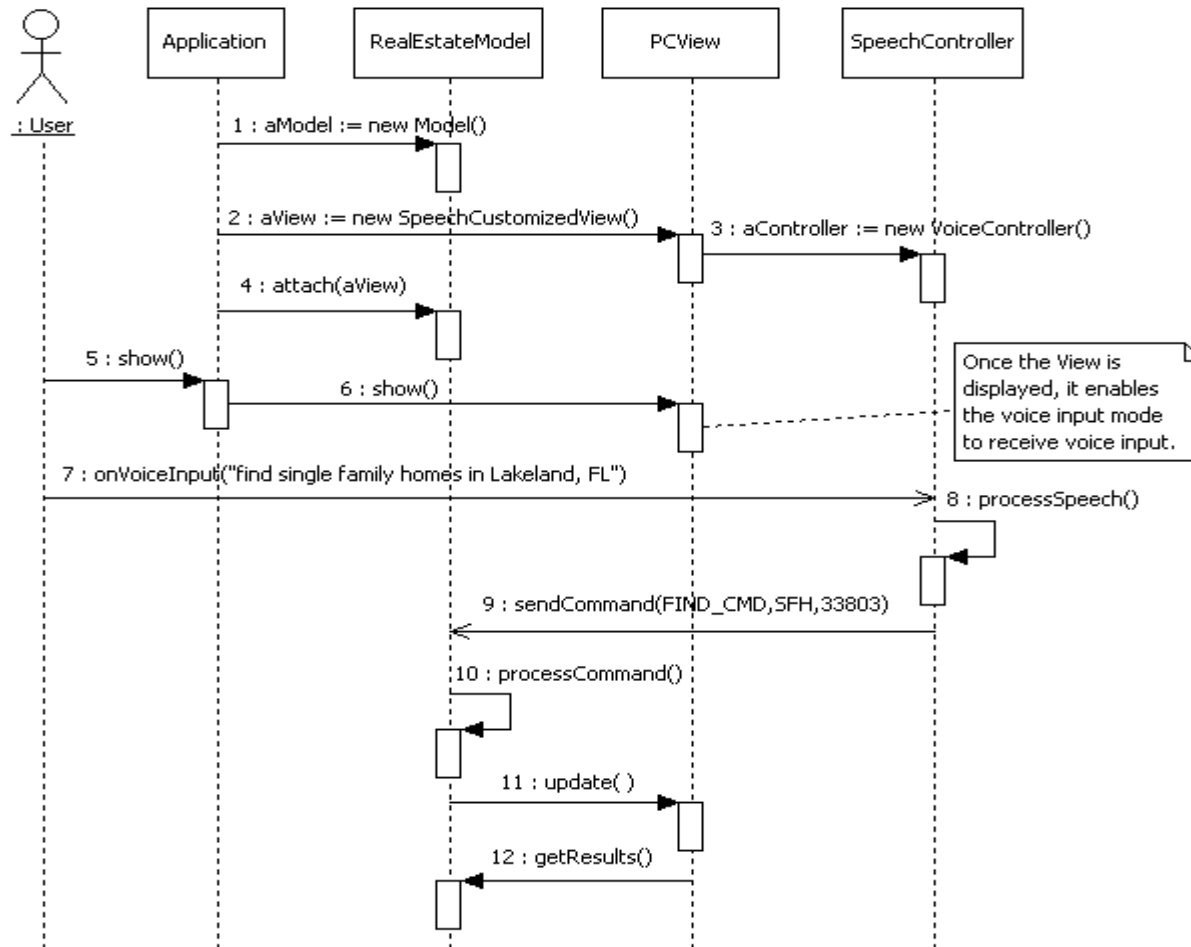 Application
RealEstateModel
PCView
SpeechController
: User
1 : aModel := new Model()
2 : aView := new SpeechCustomizedView()
3 : aController := new VoiceController()
4 : attach(aView)
5 : show()
6 : show()
Once the View is
displayed, it enables
the voice input mode
to receive voice input.
7 : onVoiceInput("find single family homes in Lakeland, FL")
8 : processSpeech()
9 : sendCommand(FIND_CMD,SFH,33803)
10 : processCommand()
11 : update( )
12 : getResults()